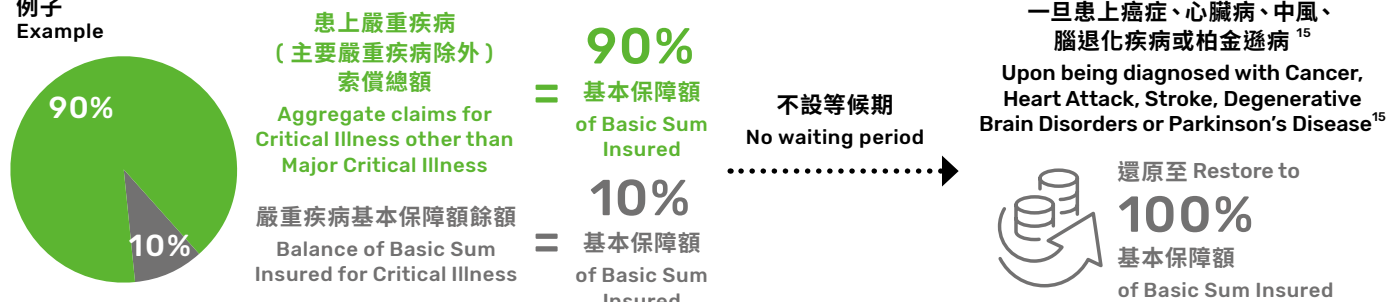 例子
Example
90%
10%
患上嚴重疾病
(主要嚴重疾病除外)
索償總額
Aggregate claims for
Critical Illness other than
Major Critical Illness
=
90%
基本保障額
of Basic Sum
Insured
嚴重疾病基本保障額餘額
Balance of Basic Sum
Insured for Critical Illness
=
10%
基本保障額
of Basic Sum
Insured
不設等候期
No waiting period
一旦患上癌症、心臟病、中風、
腦退化疾病或柏金遜病 15
Upon being diagnosed with Cancer,
Heart Attack, Stroke, Degenerative
Brain Disorders or Parkinson's Disease15
還原至 Restore to
100%
基本保障額
of Basic Sum Insured